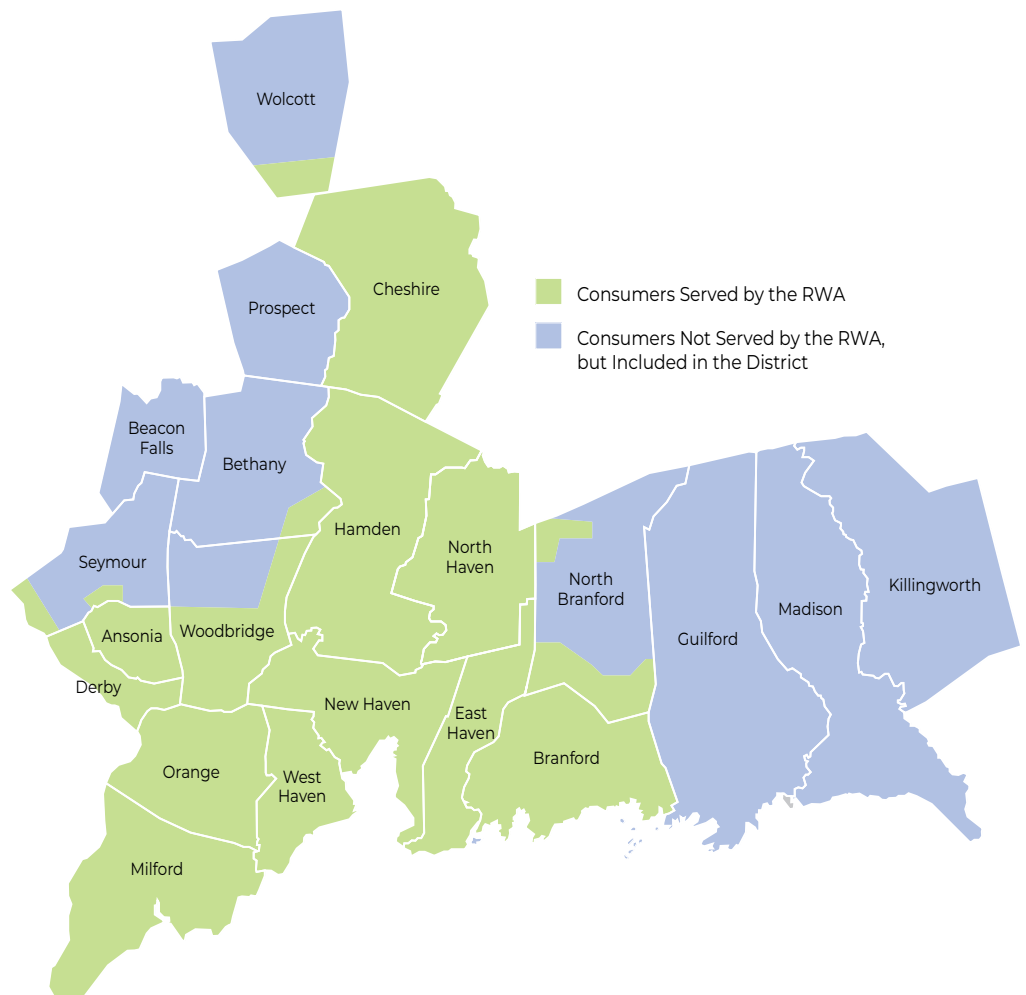 Wolcott
Cheshire
Consumers Served by the RWA
Prospect
Consumers Not Served by the RWA,
but Included in the District
Beacon
Falls
Bethany
Hamden
North
Haven
Seymour
North
Branford
Killingworth
Madison
Ansonia
Woodbridge
Guilford
Derby
New Haven
East
Haven
Branford
Orange
West
Haven
Milford